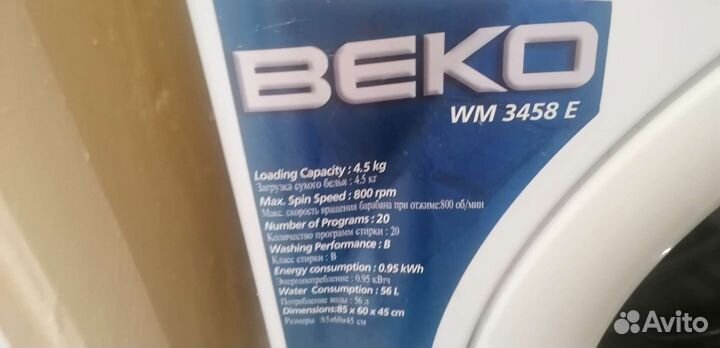 BEKO
WM 3458 E
Loading Capacity : 4,5 kg
Загрузка сухого белья : 4,5 кг
Max. Spin Speed : 800 rpm
Макс. скорость вращения барабана при отжиме:800 об/мин
Number of Programs : 20
Количество программ стирки : 20
Washing Performance : B
Класс стирки : B
Energy consumption : 0.95 kWh
Энергопотребление : 0.95 кВтч
Water Consumption : 56 L
Потребление воды : 56 л
Dimensions:85 x 60 x 45 cm
Размеры :85x60x45 см
Avito